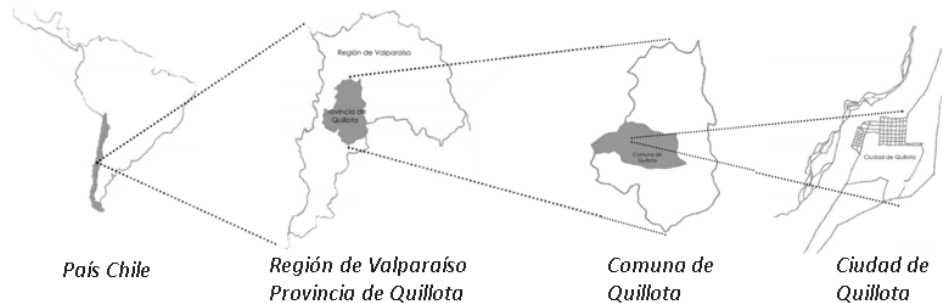 Región de Valparaíso
Provincia de
Quillota
Comuna de
Quillota
Ciudad de Quillota
País Chile
Región de Valparaíso
Provincia de Quillota
Comuna de
Quillota
Ciudad de
Quillota